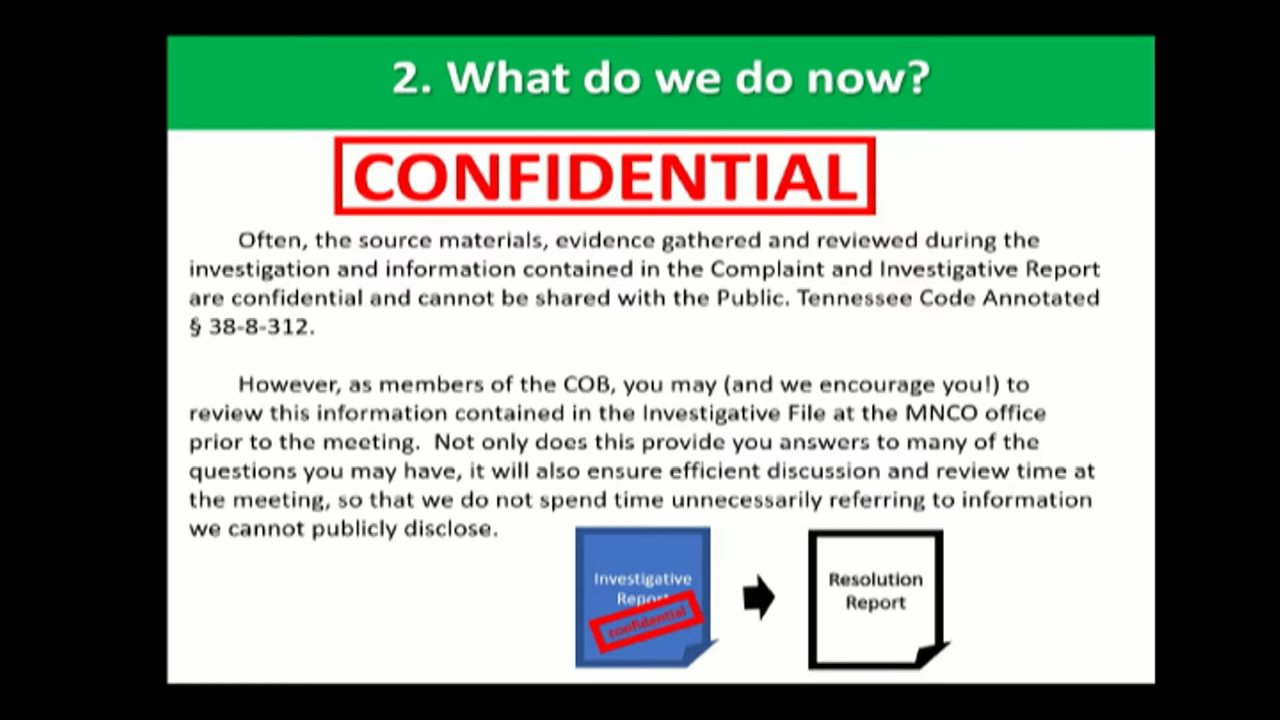 2. What do we do now?
CONFIDENTIAL
Often, the source materials, evidence gathered and reviewed during the
investigation and information contained in the Complaint and Investigative Report
are confidential and cannot be shared with the Public. Tennessee Code Annotated
§ 38-8-312.
However, as members of the COB, you may (and we encourage you!) to
review this information contained in the Investigative File at the MNCO office
prior to the meeting. Not only does this provide you answers to many of the
questions you may have, it will also ensure efficient discussion and review time at
the meeting, so that we do not spend time unnecessarily referring to information
we cannot publicly disclose.
Investigative
Report
confidential
Resolution
Report